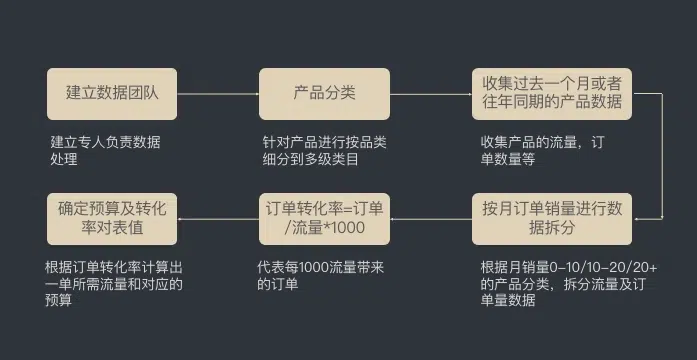 建立数据团队
建立专人负责数据
处理
产品分类
针对产品进行按品类
细分到多级类目
收集过去一个月或者
往年同期的产品数据
收集产品的流量，订
单数量等
按月订单销量进行数
据拆分
根据月销量0-10/10-20/20+
的产品分类，拆分流量及订
单量数据
订单转化率=订单
/流量*1000
代表每1000流量带来
的订单
确定预算及转化
率对表值
根据订单转化率计算出
一单所需流量和对应的
预算